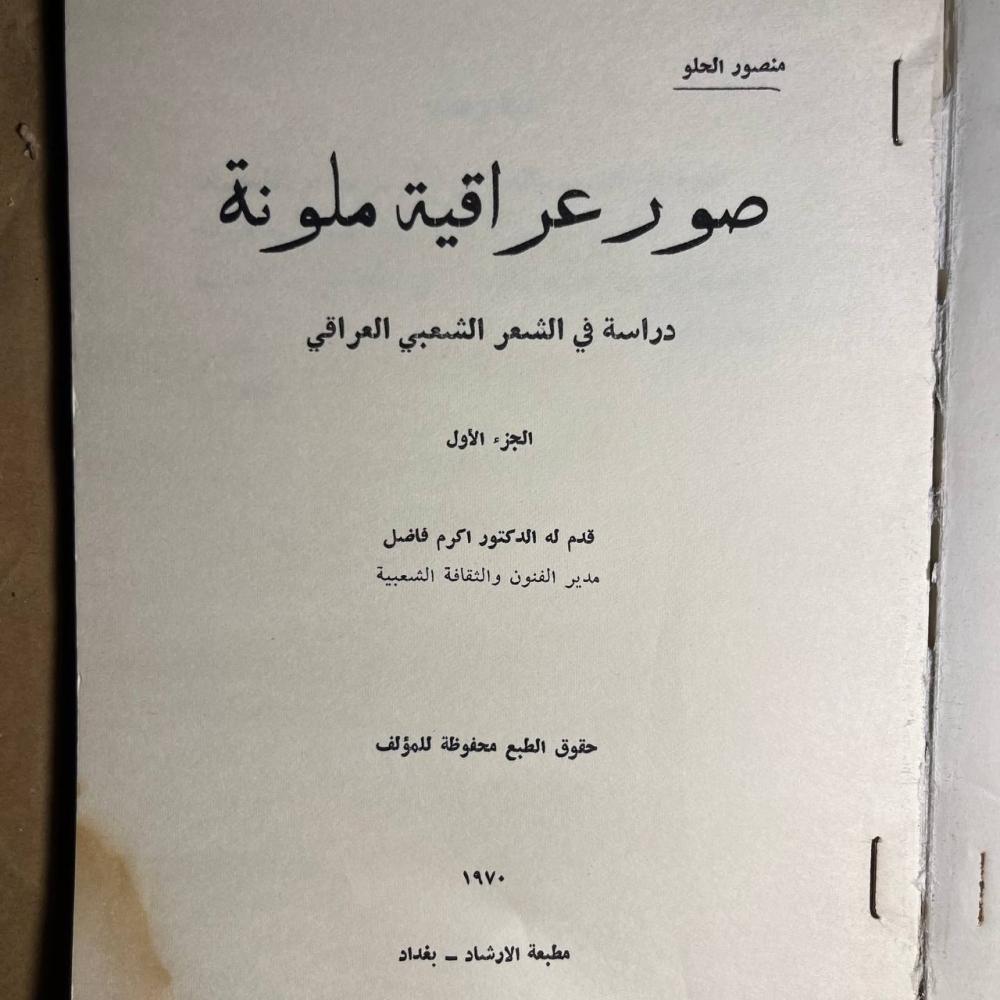 منصور الحلو
صور عراقية ملونة
دراسة في الشعر الشعبي العراقي
الجزء الأول
قدم له الدكتور اكرم فاضل
مدير الفنون والثقافة الشعبية
حقوق الطبع محفوظة للمؤلف
١٩٧٠
مطبعة الارشاد ــ بغداد